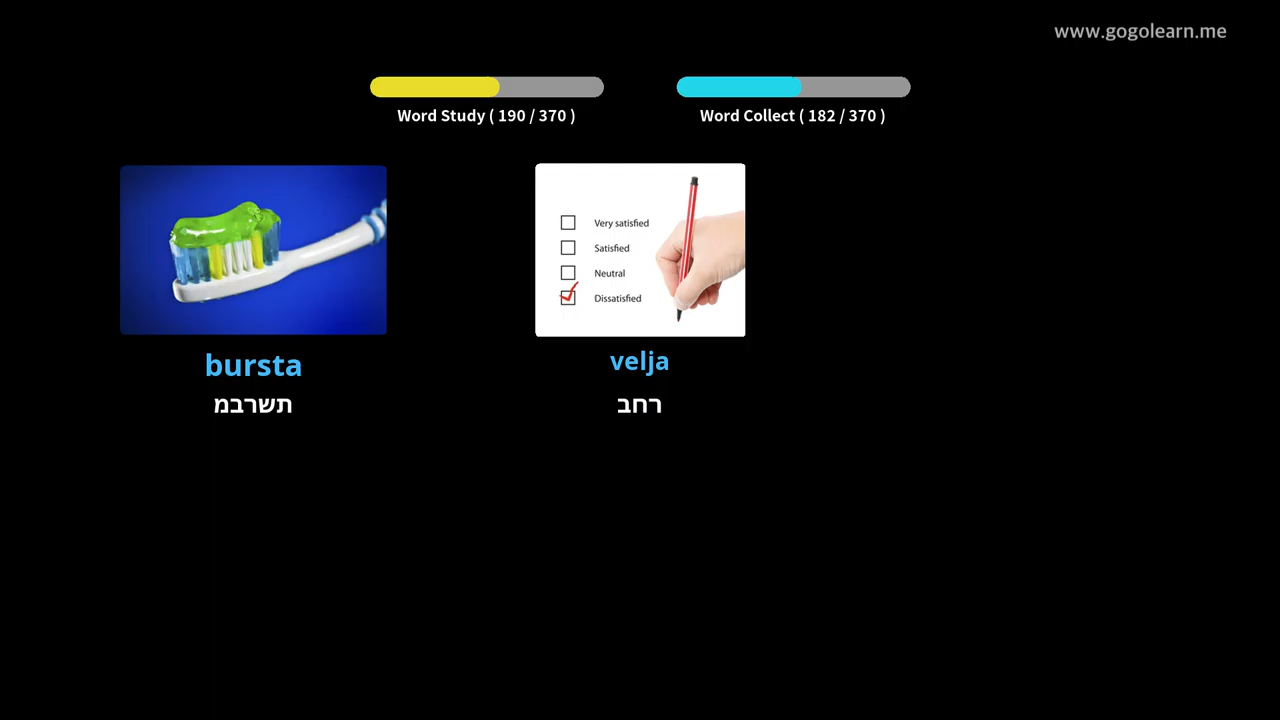 www.gogolearn.me
Word Study ( 190 / 370 )
Word Collect ( 182 / 370 )
Very satisfied
Satisfied
Neutral
Dissatisfied
bursta
תשרבמ
velja
רחב